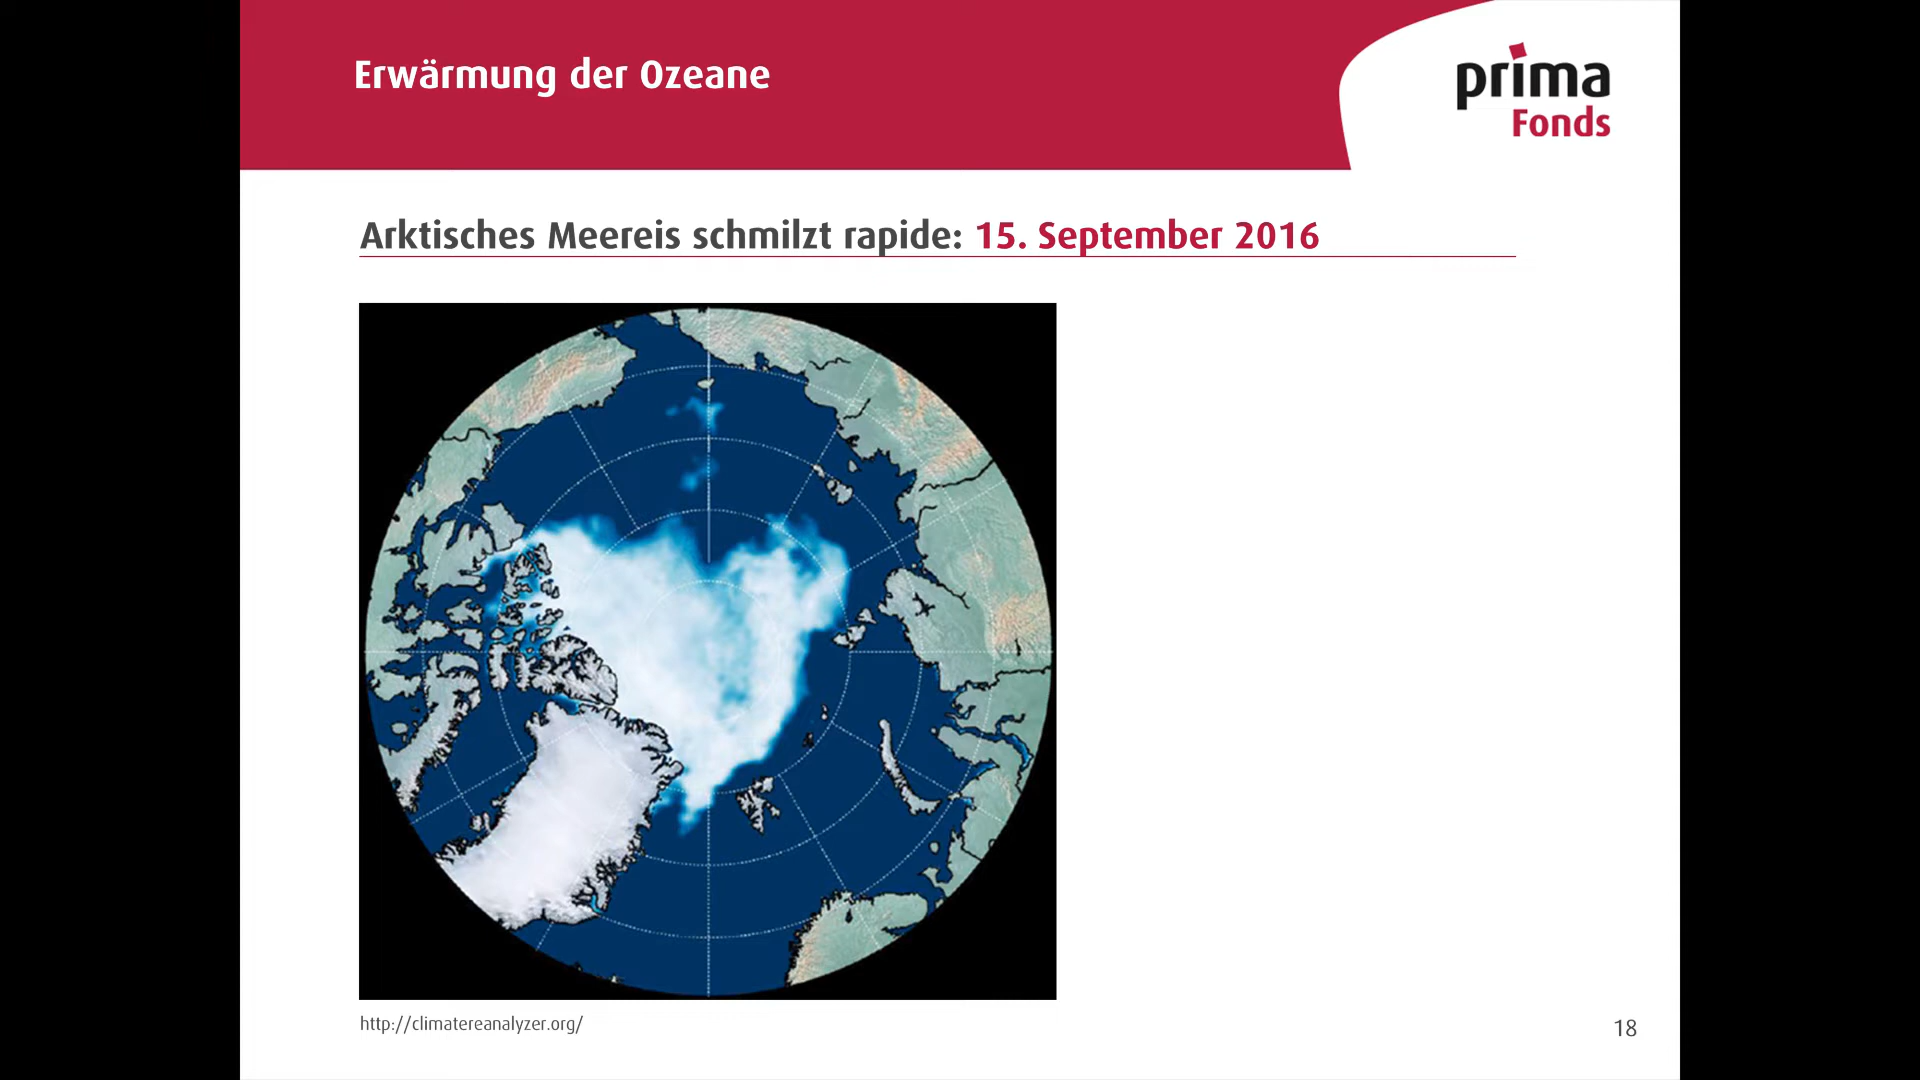 Erwärmung der Ozeane
prima
Fonds
Arktisches Meereis schmilzt rapide: 15. September 2016
http://climatereanalyzer.org/
18